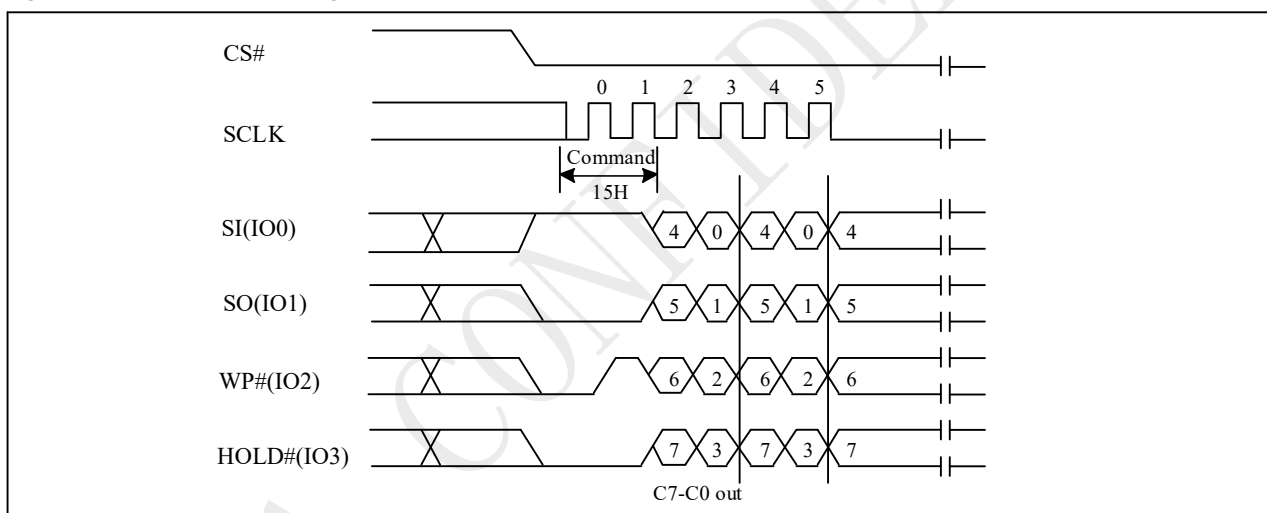 CS#
0 1 2 3 4 5
SCLK
Command
15H
SI(IO0) 4 0 4 0 4
SO(IO1) 5 1 5 1 5
WP#(IO2) 6 2 6 2 6
HOLD#(IO3) 7 3 7 3 7
C7-C0 out